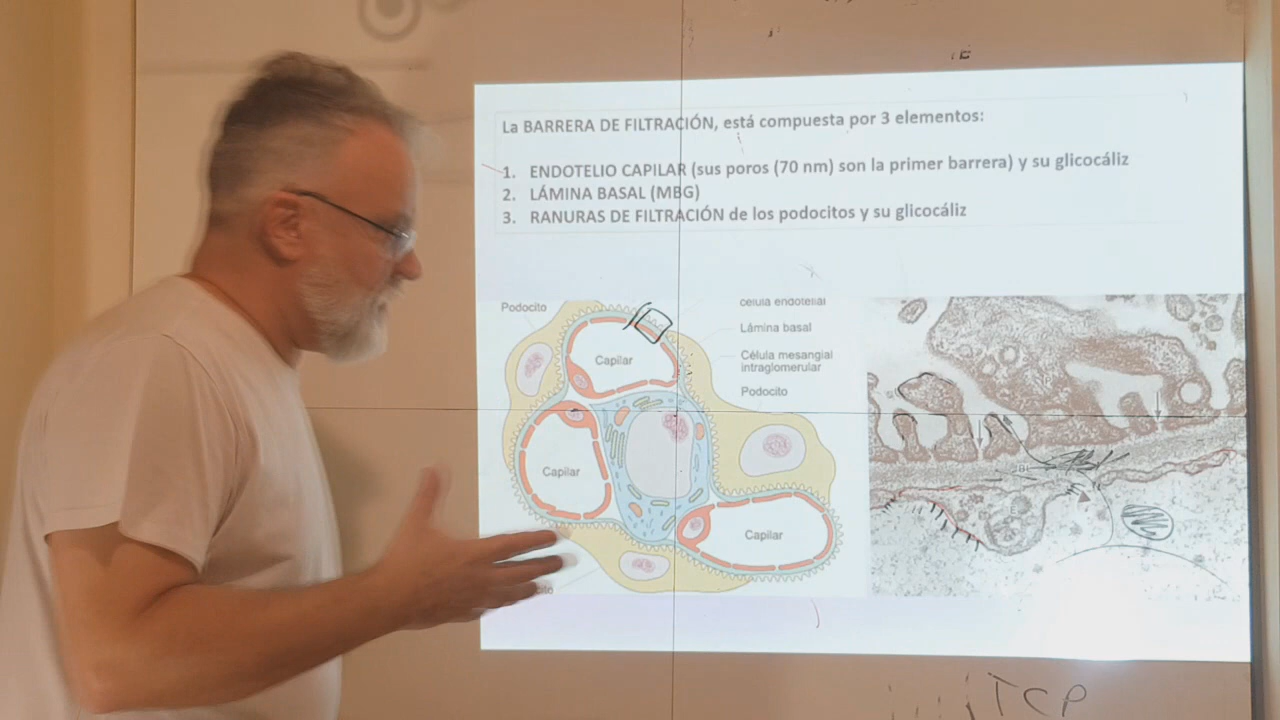 La BARRERA DE FILTRACIÓN, está compuesta por 3 elementos:
1. ENDOTELIO CAPILAR (sus poros (70 nm) son la primer barrera) y su glicocáliz
2. LÁMINA BASAL (MBG)
3. RANURAS DE FILTRACIÓN de los podocitos y su glicocáliz
Podocito
célula endotelial
Lámina basal
Célula mesangial
intraglomerular
Podocito
Capilar
Capilar
Capilar
E
TCP